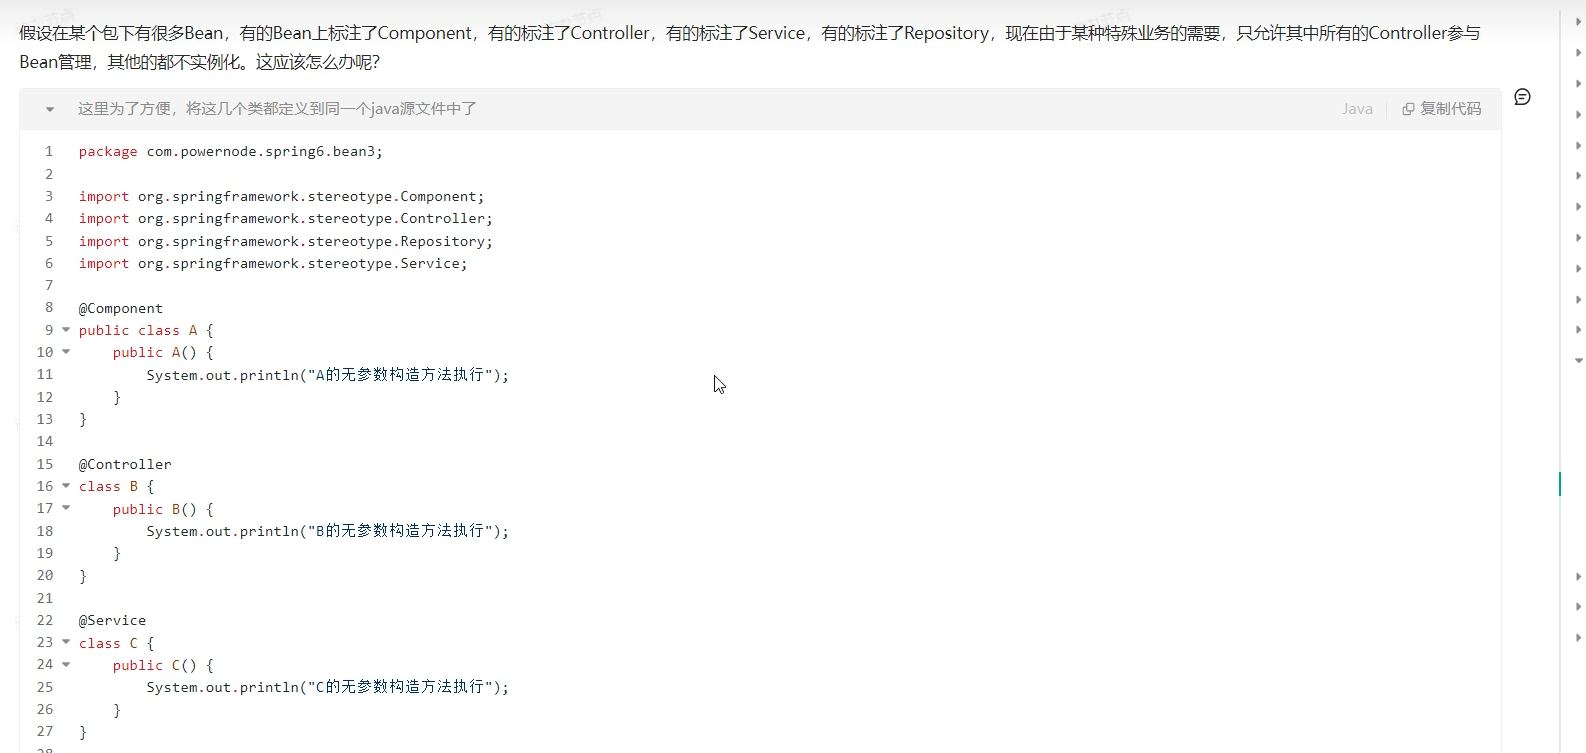 假设在某个包下有很多Bean，有的Bean上标注了Component，有的标注了Controller，有的标注了Service，有的标注了Repository，现在由于某种特殊业务的需要，只允许其中所有的Controller参与
Bean管理，其他的都不实例化。这应该怎么办呢？
这里为了方便，将这几个类都定义到同一个java源文件中了 Java 复制代码
1 package com.powernode.spring6.bean3;
2
3 import org.springframework.stereotype.Component;
4 import org.springframework.stereotype.Controller;
5 import org.springframework.stereotype.Repository;
6 import org.springframework.stereotype.Service;
7
8 @Component
9 public class A {
10 public A() {
11 System.out.println("A的无参数构造方法执行");
12 }
13 }
14
15 @Controller
16 class B {
17 public B() {
18 System.out.println("B的无参数构造方法执行");
19 }
20 }
21
22 @Service
23 class C {
24 public C() {
25 System.out.println("C的无参数构造方法执行");
26 }
27 }